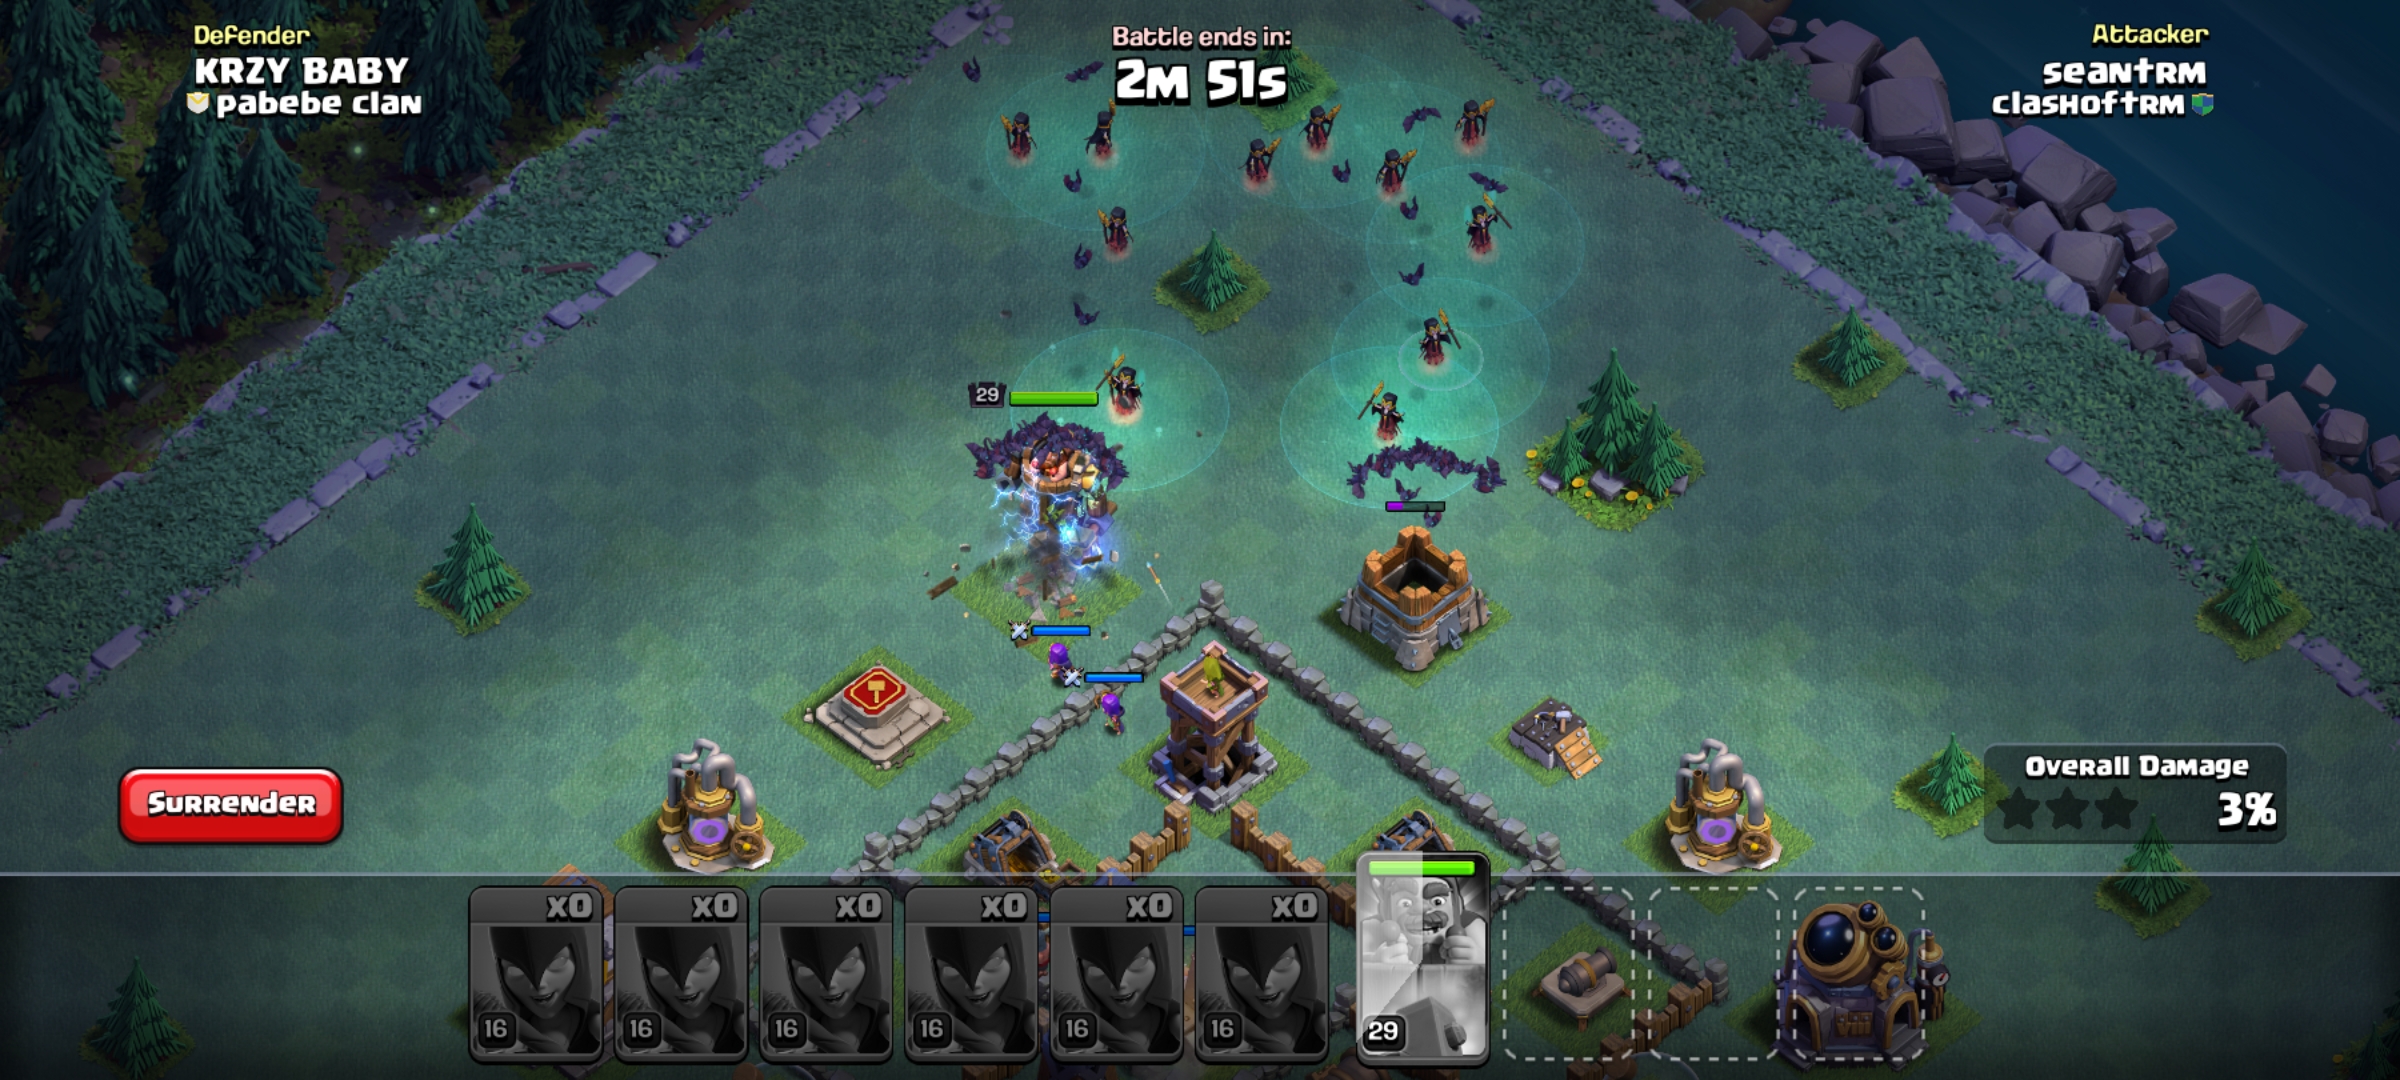 Defender
KRZY BABY
pabebe clan
Battle ends in:
2M 51s
Attacker
seantRM
clashoftRM
29
Surrender
Overall Damage
3%
x0
x0
x0
x0
x0
x0
16
16
16
16
16
16
29